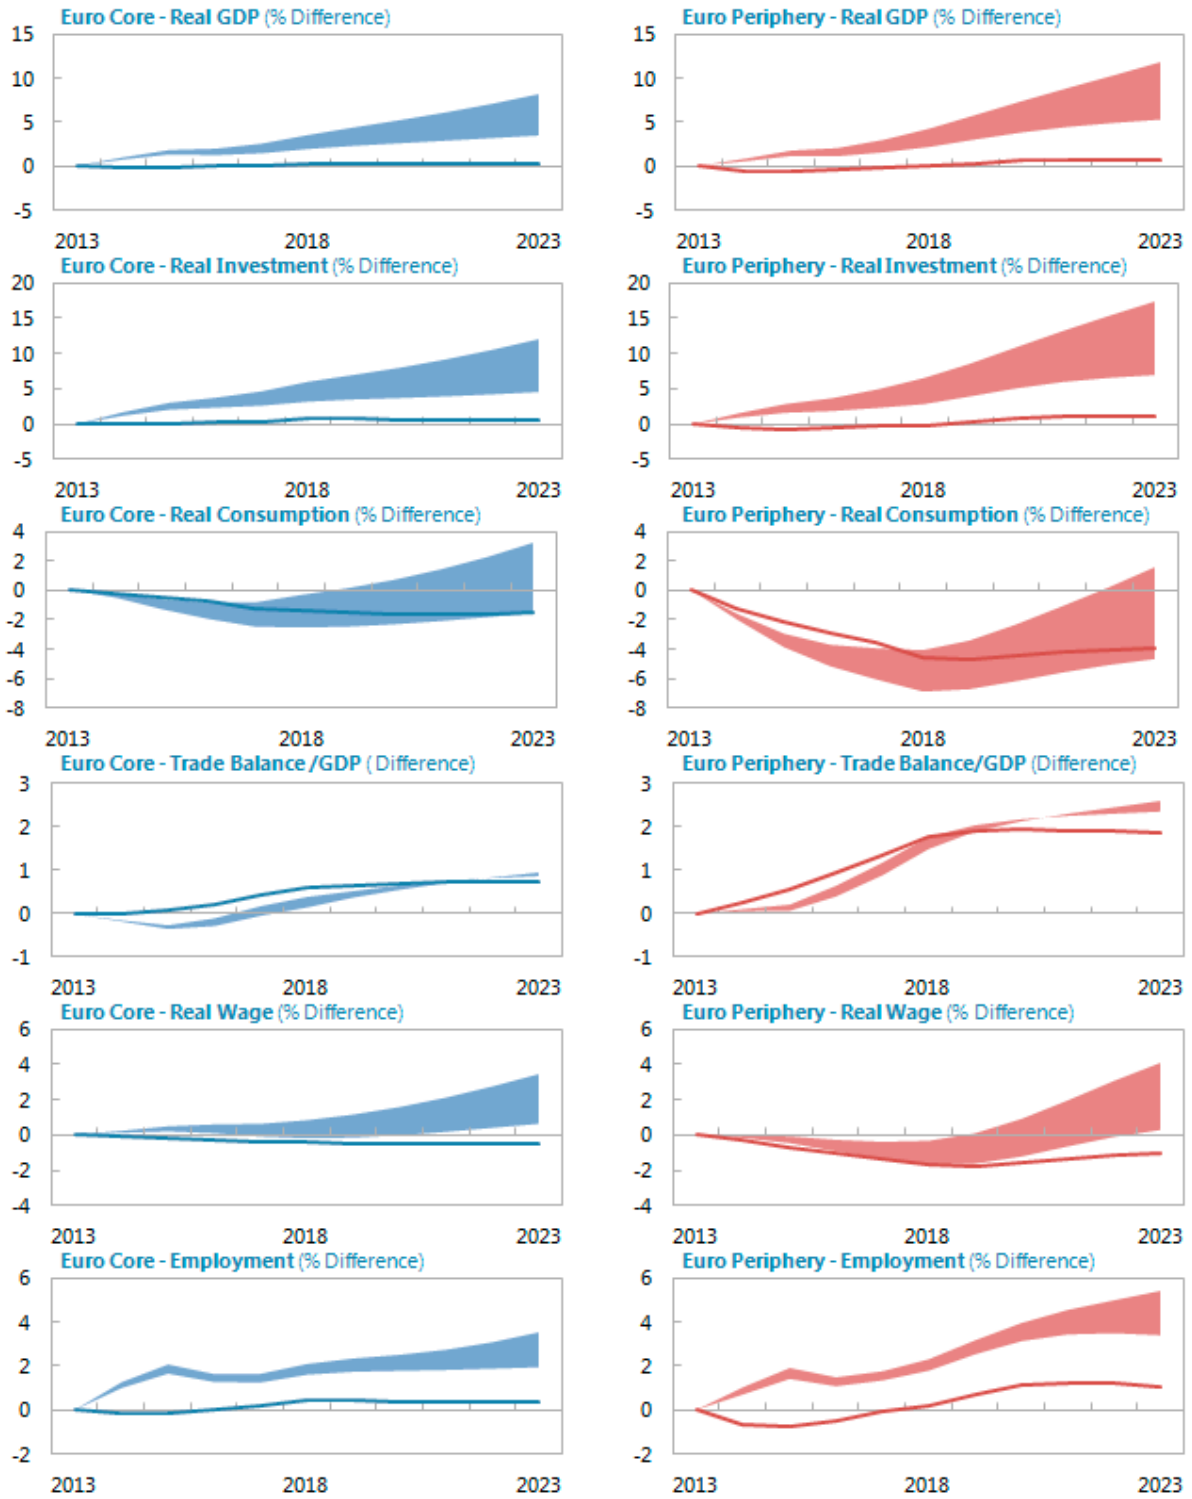 Euro Core - Real GDP (% Difference)
15
10
5
0
-5
2013 2018 2023
Euro Periphery - Real GDP (% Difference)
15
10
5
0
-5
2013 2018 2023
Euro Core - Real Investment (% Difference)
20
15
10
5
0
-5
2013 2018 2023
Euro Periphery - Real Investment (% Difference)
20
15
10
5
0
-5
2013 2018 2023
Euro Core - Real Consumption (% Difference)
4
2
0
-2
-4
-6
-8
2013 2018 2023
Euro Periphery - Real Consumption (% Difference)
4
2
0
-2
-4
-6
-8
2013 2018 2023
Euro Core - Trade Balance /GDP ( Difference)
3
2
1
0
-1
2013 2018 2023
Euro Periphery - Trade Balance/GDP (Difference)
3
2
1
0
-1
2013 2018 2023
Euro Core - Real Wage (% Difference)
6
4
2
0
-2
-4
2013 2018 2023
Euro Periphery - Real Wage (% Difference)
6
4
2
0
-2
-4
2013 2018 2023
Euro Core - Employment (% Difference)
6
4
2
0
-2
2013 2018 2023
Euro Periphery - Employment (% Difference)
6
4
2
0
-2
2013 2018 2023